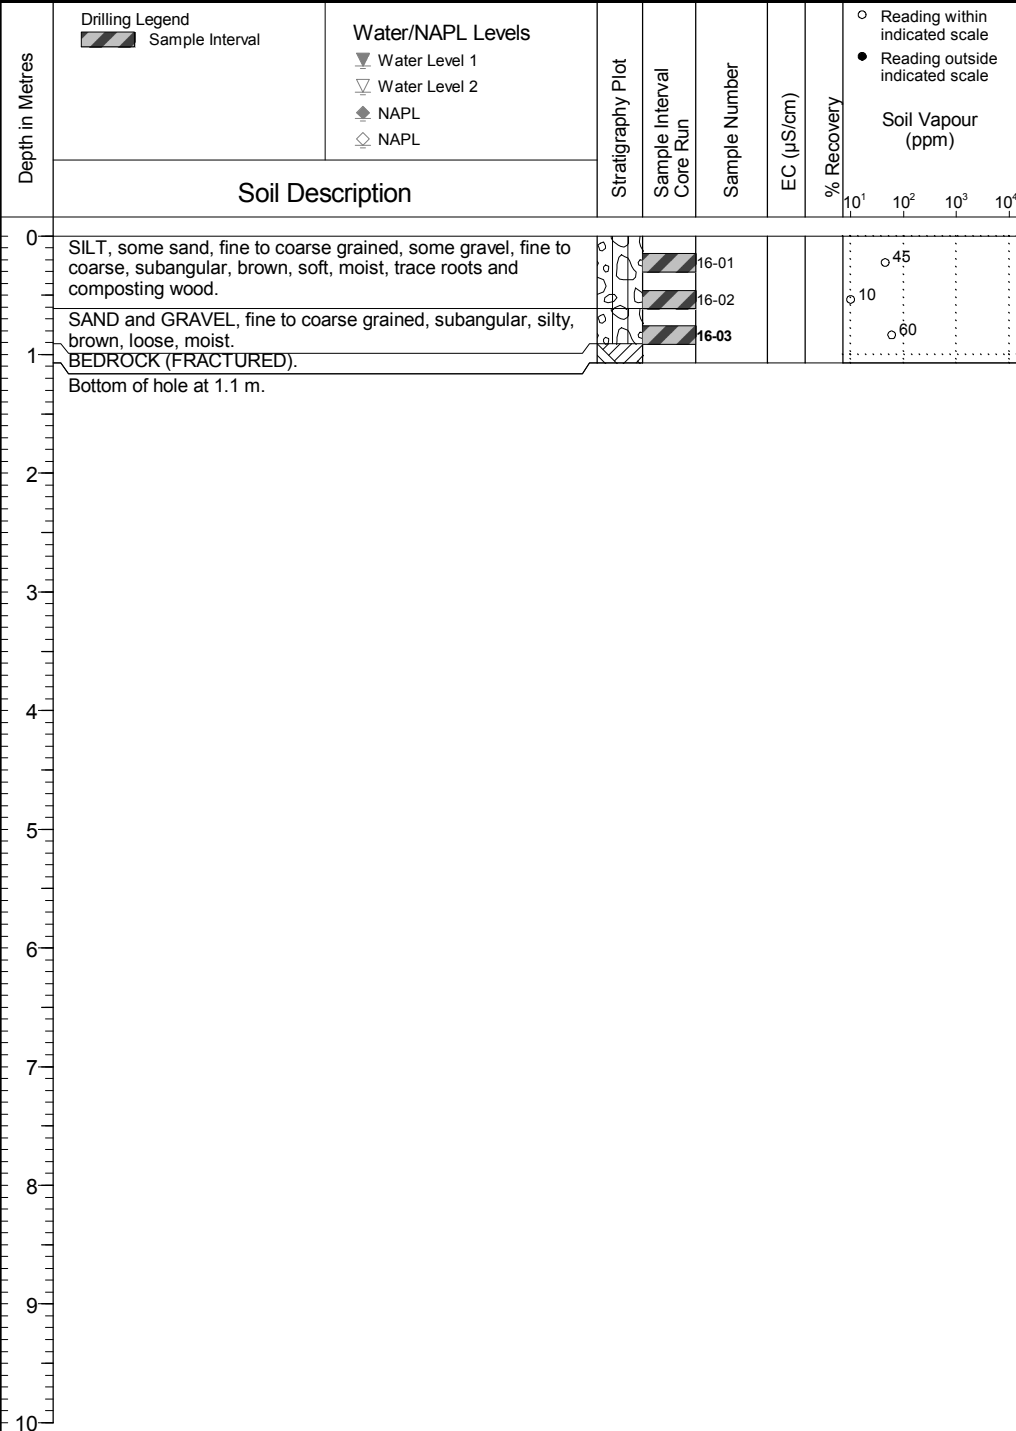 Depth in Metres
Drilling Legend
Sample Interval
Water/NAPL Levels
Water Level 1
Water Level 2
NAPL
NAPL
Soil Description
Stratigraphy Plot
Sample Interval
Core Run
Sample Number
EC (µS/cm)
% Recovery
Reading within
indicated scale
Reading outside
indicated scale
Soil Vapour
(ppm)
10¹ 10² 10³ 10⁴
0
SILT, some sand, fine to coarse grained, some gravel, fine to
coarse, subangular, brown, soft, moist, trace roots and
composting wood.
16-01
45
16-02
10
SAND and GRAVEL, fine to coarse grained, subangular, silty,
brown, loose, moist.
16-03
60
1
BEDROCK (FRACTURED).
Bottom of hole at 1.1 m.
2
3
4
5
6
7
8
9
10